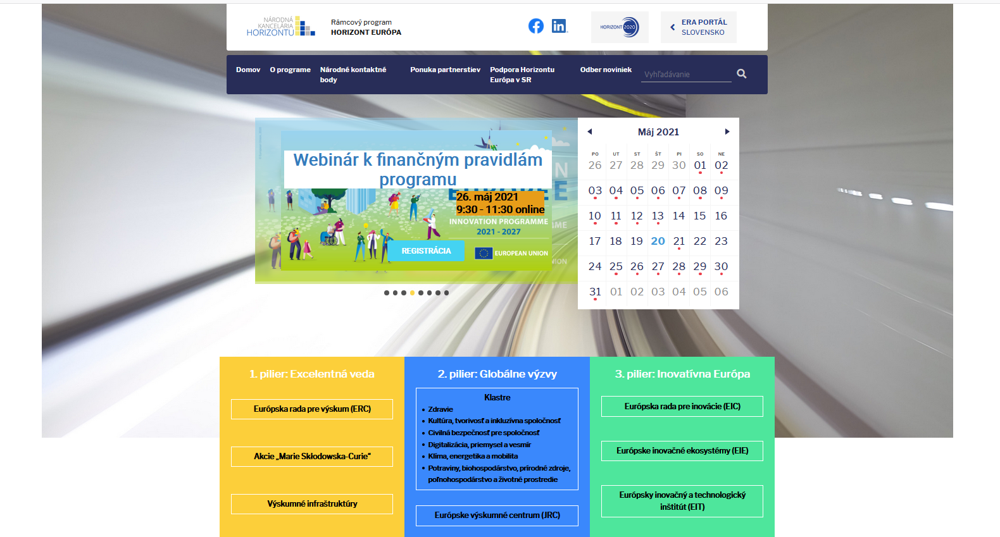 NÁRODNÁ
KANCELÁRIA
HORIZONTU
Rámcový program
HORIZONT EURÓPA
in
HORIZONT 2020
ERA PORTÁL
SLOVENSKO
Domov
O programe
Národné kontaktné
body
Ponuka partnerstiev
Podpora Horizontu
Európa v SR
Odber noviniek
Vyhľadávanie
Webinár k finančným pravidlám
programu
26. máj 2021
9:30 - 11:30 online
INNOVATION PROGRAMME
2021 - 2027
REGISTRÁCIA
EUROPEAN UNION
Máj 2021
PO UT ST ŠT PI SO NE
26 27 28 29 30 01 02
03 04 05 06 07 08 09
10 11 12 13 14 15 16
17 18 19 20 21 22 23
24 25 26 27 28 29 30
31 01 02 03 04 05 06
1. pilier: Excelentná veda
Európska rada pre výskum (ERC)
Akcie „Marie Skłodowska-Curie“
Výskumné infraštruktúry
2. pilier: Globálne výzvy
Klastre
Zdravie
Kultúra, tvorivosť a inkluzívna spoločnosť
Civilná bezpečnosť pre spoločnosť
Digitalizácia, priemysel a vesmír
Klíma, energetika a mobilita
Potraviny, biohospodárstvo, prírodné zdroje,
poľnohospodárstvo a životné prostredie
Európske výskumné centrum (JRC)
3. pilier: Inovatívna Európa
Európska rada pre inovácie (EIC)
Európske inovačné ekosystémy (EIE)
Európsky inovačný a technologický
inštitút (EIT)